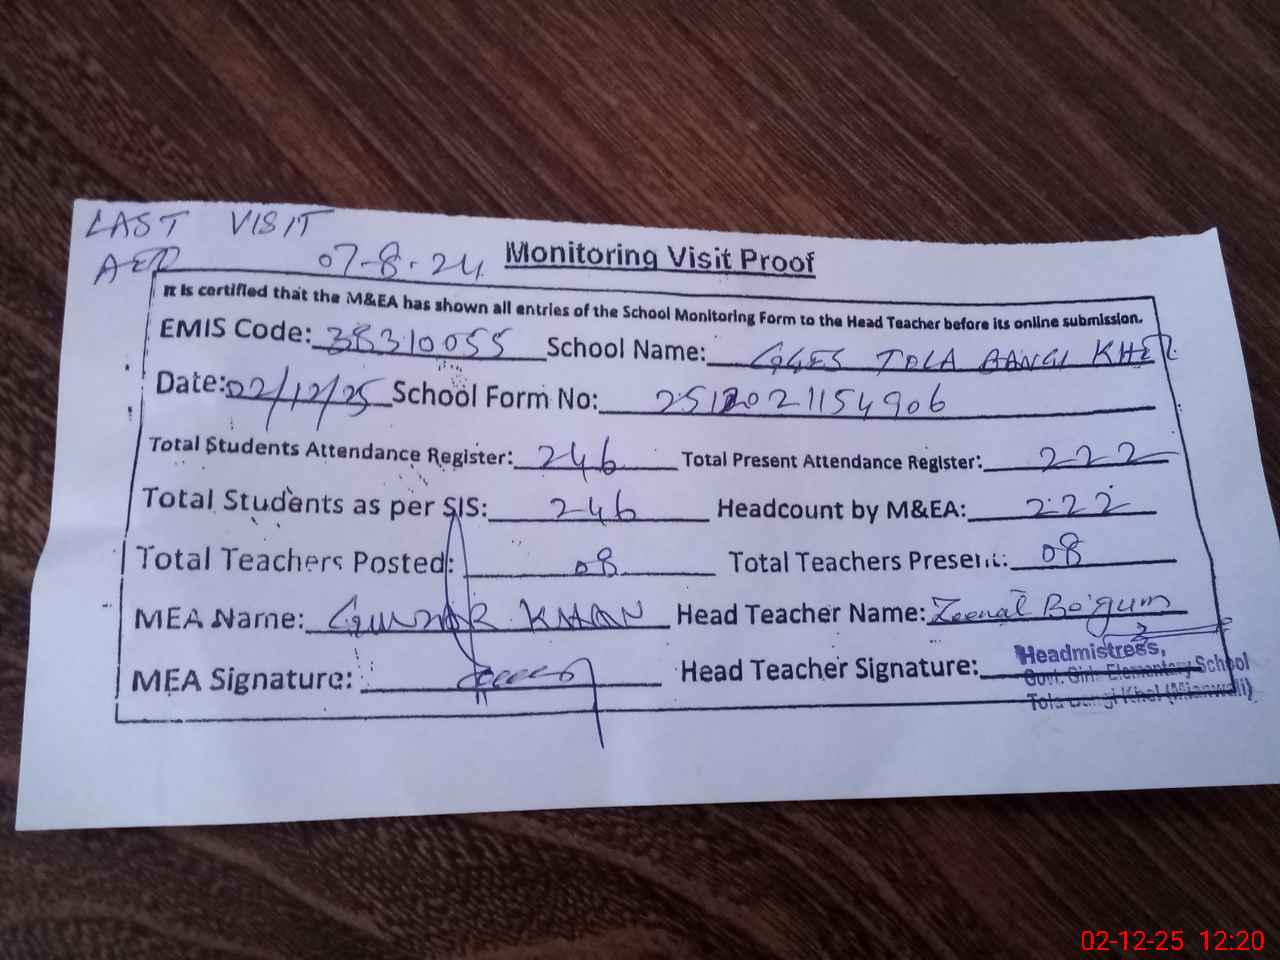 LAST VISIT
AEO 07-8-24
Monitoring Visit Proof
It is certified that the M&EA has shown all entries of the School Monitoring Form to the Head Teacher before its online submission.
EMIS Code: 38310055 School Name: GGES TOLA BANGI KHEL
Date: 02/12/25 School Form No: 2512021154906
Total Students Attendance Register: 246 Total Present Attendance Register: 222
Total Students as per SIS: 246 Headcount by M&EA: 222
Total Teachers Posted: 08 Total Teachers Present: 08
MEA Name: KHAN Head Teacher Name: Zeenat Begum
MEA Signature: Head Teacher Signature:
Headmistress,
Govt. Girls Elementary School
Tola Bangi Khel (Mianwali)
02-12-25 12:20